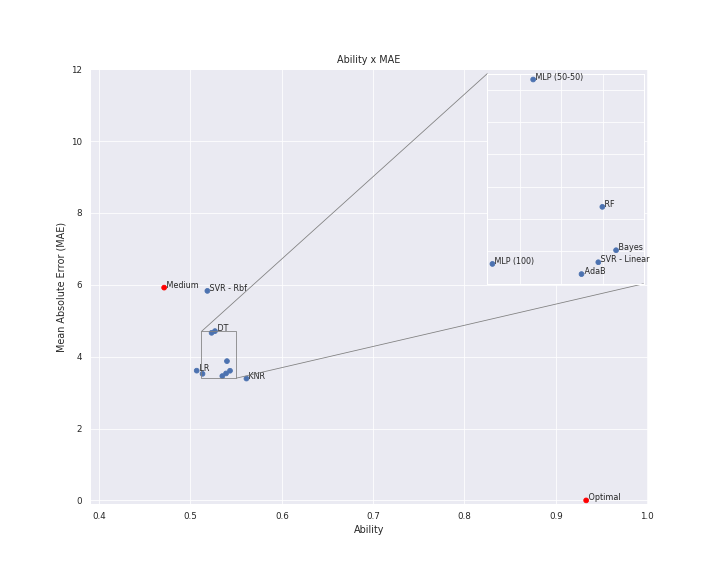 Ability x MAE
12
MLP (50-50)
10
8
RF
Bayes
SVR - Linear
MLP (100)
AdaB
6
Medium
SVR - Rbf
DT
4
LR
KNR
2
0
Optimal
0.4 0.5 0.6 0.7 0.8 0.9 1.0
Ability
Mean Absolute Error (MAE)